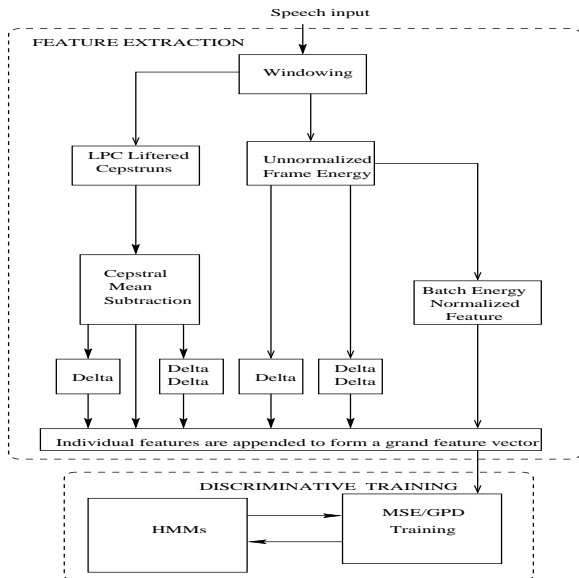 Speech input
FEATURE EXTRACTION
Windowing
LPC Liftered
Cepstruns
Unnormalized
Frame Energy
Cepstral
Mean
Subtraction
Batch Energy
Normalized
Feature
Delta
Delta
Delta
Delta
Delta
Delta
Individual features are appended to form a grand feature vector
DISCRIMINATIVE TRAINING
HMMs
MSE/GPD
Training